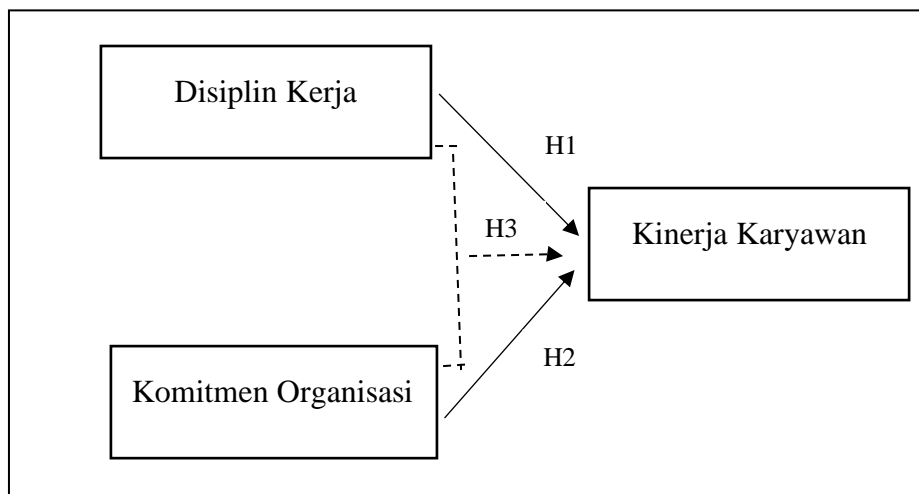 Disiplin Kerja
H1
Kinerja Karyawan
H3
H2
Komitmen Organisasi